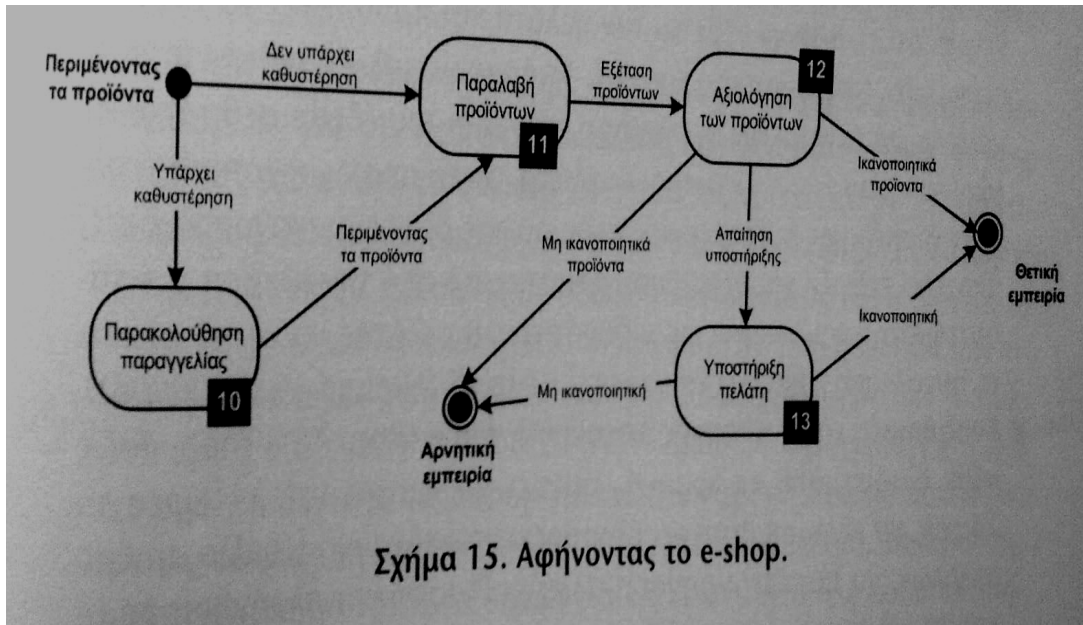 Περιμένοντας
τα προϊόντα
Δεν υπάρχει
καθυστέρηση
Παραλαβή
προϊόντων
11
Εξέταση
προϊόντων
Αξιολόγηση
των προϊόντων
12
Υπάρχει
καθυστέρηση
Περιμένοντας
τα προϊόντα
Μη ικανοποιητικά
προϊόντα
Απαίτηση
υποστήριξης
Ικανοποιητικά
προϊοντα
Θετική
εμπειρία
Παρακολούθηση
παραγγελίας
10
Μη ικανοποιητική
Υποστήριξη
πελάτη
13
Ικανοποιητική
Αρνητική
εμπειρία
Σχήμα 15. Αφήνοντας το e-shop.